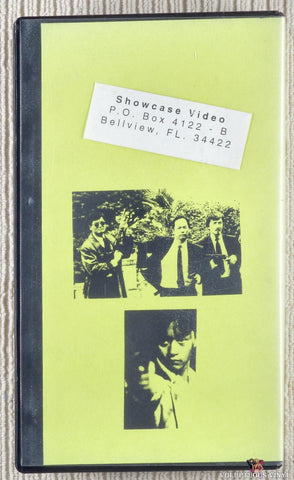 Showcase Video
P.O. Box 4122 - B
Bellview, FL. 34422